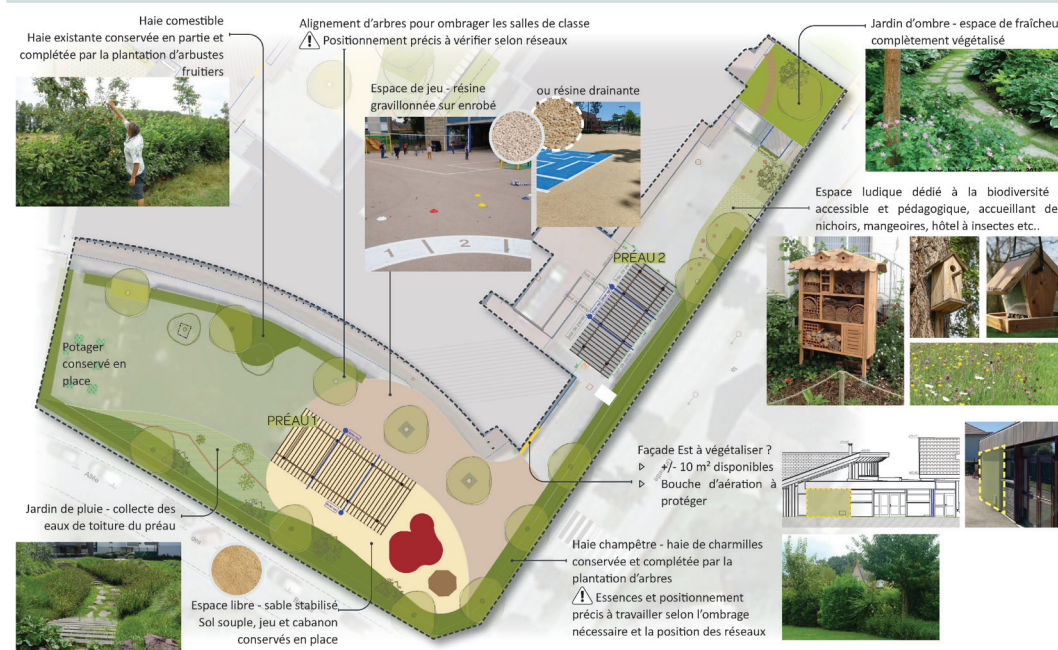 Haie comestible
Haie existante conservée en partie et
complétée par la plantation d'arbustes
fruitiers
Alignement d'arbres pour ombrager les salles de classe
Positionnement précis à vérifier selon réseaux
Espace de jeu - résine
gravillonnée sur enrobé
ou résine drainante
1
2
Jardin d'ombre - espace de fraîcheu
complètement végétalisé
Espace ludique dédié à la biodiversité
accessible et pédagogique, accueillant de
nichoirs, mangeoires, hôtel à insectes etc..
PRÉAU 2
Potager
conservé en
place
PRÉAU 1
Façade Est à végétaliser ?
▹ +/- 10 m² disponibles
▹ Bouche d'aération à
protéger
Jardin de pluie - collecte des
eaux de toiture du préau
Espace libre - sable stabilisé
Sol souple, jeu et cabanon
conservés en place
Haie champêtre - haie de charmilles
conservée et complétée par la
plantation d'arbres
Essences et positionnement
précis à travailler selon l'ombrage
nécessaire et la position des réseaux